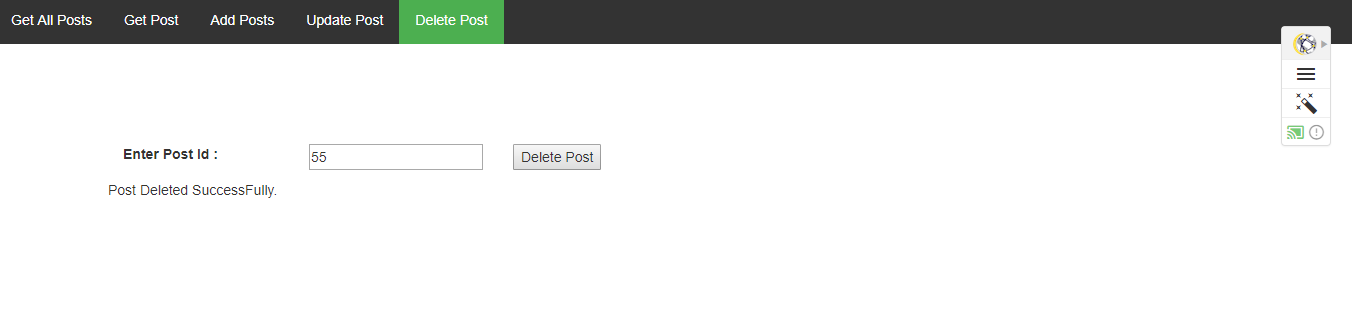 Get All Posts Get Post Add Posts Update Post Delete Post
Enter Post Id : 55 Delete Post
Post Deleted SuccessFully.